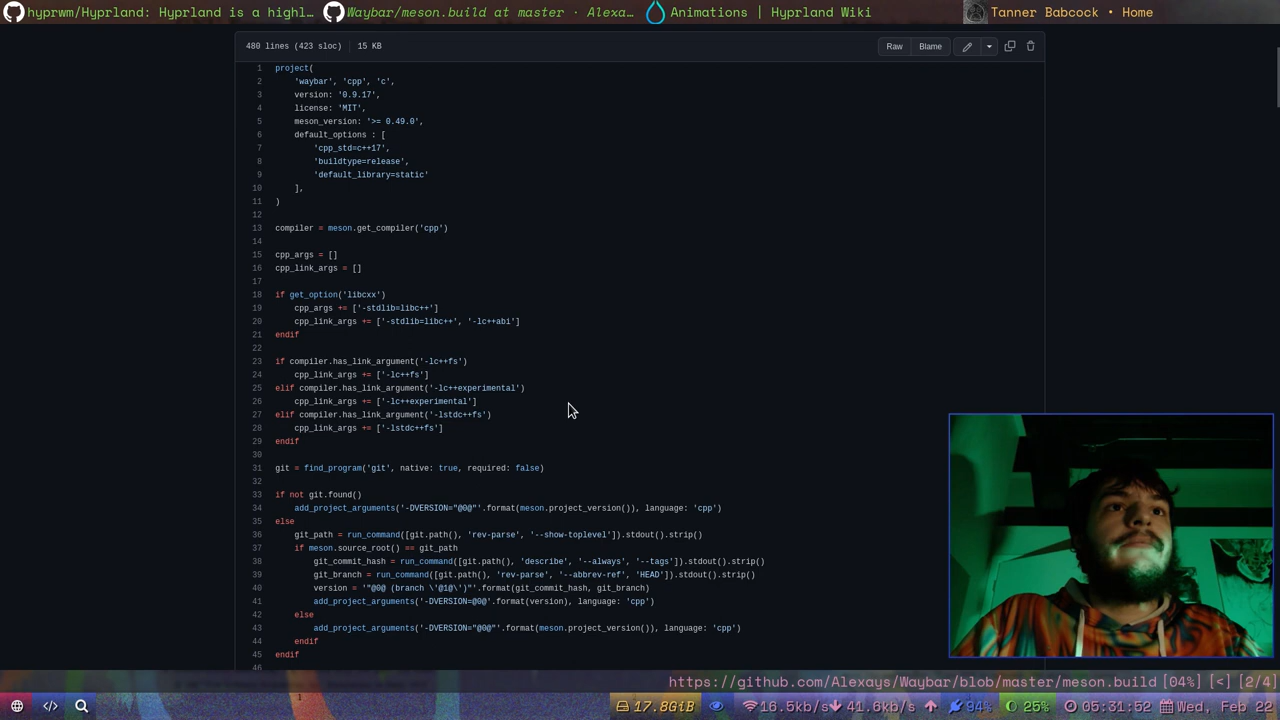 hyprwm/Hyprland: Hyprland is a highl…
Waybar/meson.build at master · Alexa…
Animations | Hyprland Wiki
Tanner Babcock • Home
480 lines (423 sloc) 15 KB
Raw Blame
1 project(
2 'waybar', 'cpp', 'c',
3 version: '0.9.17',
4 license: 'MIT',
5 meson_version: '>= 0.49.0',
6 default_options : [
7 'cpp_std=c++17',
8 'buildtype=release',
9 'default_library=static'
10 ],
11 )
12
13 compiler = meson.get_compiler('cpp')
14
15 cpp_args = []
16 cpp_link_args = []
17
18 if get_option('libcxx')
19 cpp_args += ['-stdlib=libc++']
20 cpp_link_args += ['-stdlib=libc++', '-lc++abi']
21 endif
22
23 if compiler.has_link_argument('-lc++fs')
24 cpp_link_args += ['-lc++fs']
25 elif compiler.has_link_argument('-lc++experimental')
26 cpp_link_args += ['-lc++experimental']
27 elif compiler.has_link_argument('-lstdc++fs')
28 cpp_link_args += ['-lstdc++fs']
29 endif
30
31 git = find_program('git', native: true, required: false)
32
33 if not git.found()
34 add_project_arguments('-DVERSION="@0@"'.format(meson.project_version()), language: 'cpp')
35 else
36 git_path = run_command([git.path(), 'rev-parse', '--show-toplevel']).stdout().strip()
37 if meson.source_root() == git_path
38 git_commit_hash = run_command([git.path(), 'describe', '--always', '--tags']).stdout().strip()
39 git_branch = run_command([git.path(), 'rev-parse', '--abbrev-ref', 'HEAD']).stdout().strip()
40 version = '"@0@ (branch \'@1@\')"'.format(git_commit_hash, git_branch)
41 add_project_arguments('-DVERSION=@0@'.format(version), language: 'cpp')
42 else
43 add_project_arguments('-DVERSION="@0@"'.format(meson.project_version()), language: 'cpp')
44 endif
45 endif
46
https://github.com/Alexays/Waybar/blob/master/meson.build [04%] [<] [2/4]
17.8GiB 16.5kb/s 41.6kb/s 94% 25% 05:31:52 Wed, Feb 22